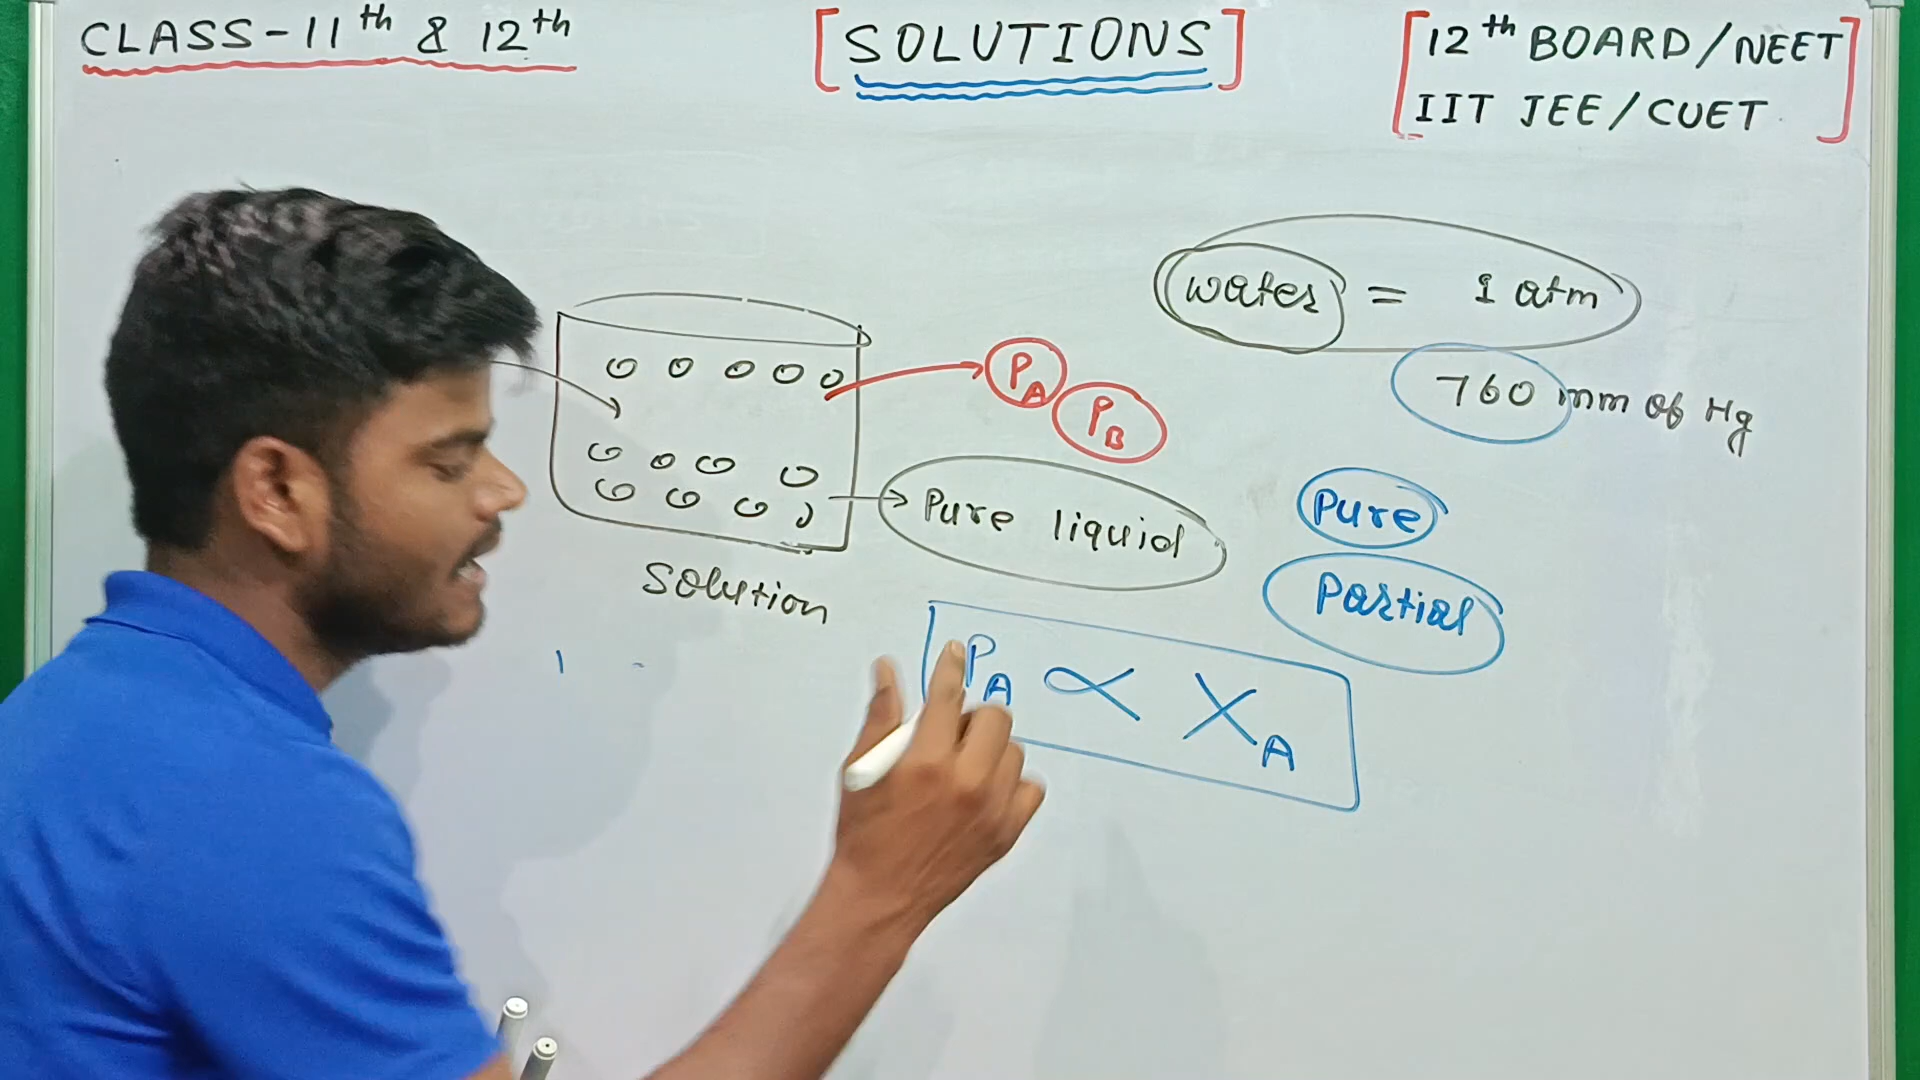 CLASS-11th & 12th
[SOLUTIONS]
[12th BOARD/NEET
IIT JEE/CUET]
water = 1 atm
760 mm of Hg
PA
PB
Pure liquid
Solution
Pure
Partial
PA ∝ XA